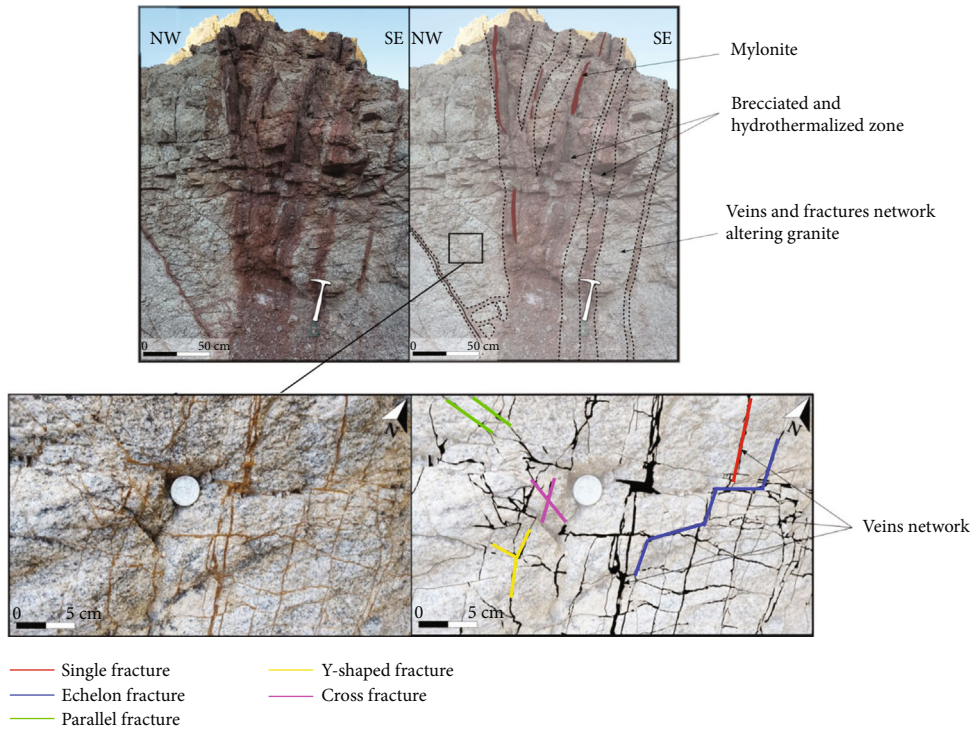 NW
SE
NW
SE
Mylonite
Brecciated and
hydrothermalized zone
Veins and fractures network
altering granite
0
50 cm
0
50 cm
N
N
Veins network
0
5 cm
0
5 cm
Single fracture
Echelon fracture
Parallel fracture
Y-shaped fracture
Cross fracture